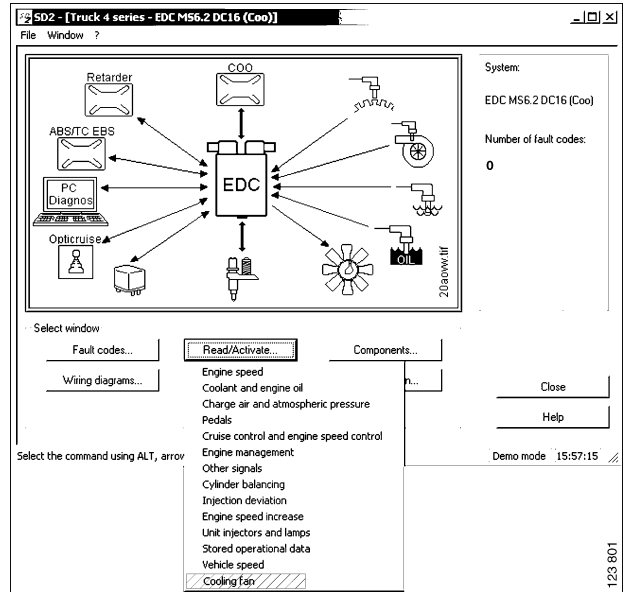 SD2 - [Truck 4 series - EDC MS6.2 DC16 (Coo)]
File Window ?
Retarder
COO
ABS/TC EBS
PC
Diagnos
EDC
Opticruise
OIL
20aovw.tif
System:
EDC MS6.2 DC16 (Coo)
Number of fault codes:
0
Select window
Fault codes...
Read/Activate...
Components...
Wiring diagrams...
n...
Close
Help
Engine speed
Coolant and engine oil
Charge air and atmospheric pressure
Pedals
Cruise control and engine speed control
Engine management
Other signals
Cylinder balancing
Injection deviation
Engine speed increase
Unit injectors and lamps
Stored operational data
Vehicle speed
Cooling fan
Select the command using ALT, arrow
Demo mode 15:57:15
123 801